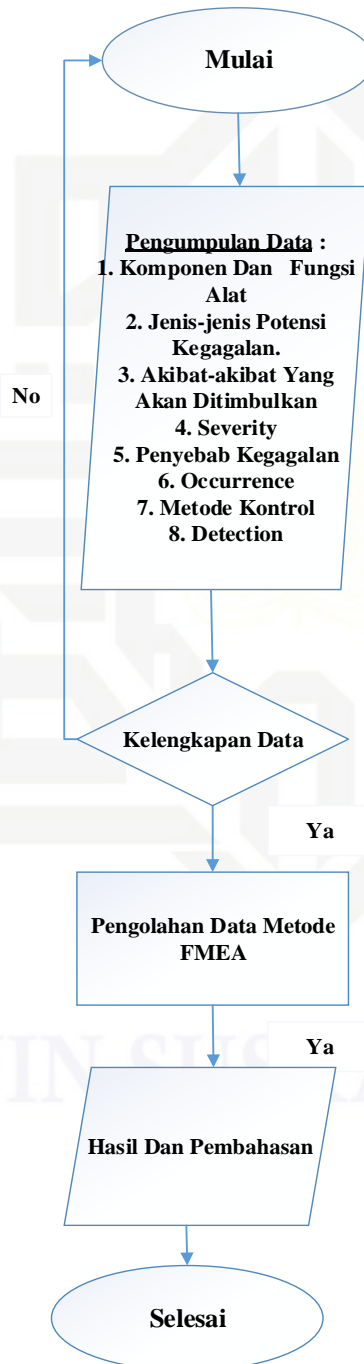 Mulai
Pengumpulan Data :
1. Komponen Dan Fungsi
Alat
2. Jenis-jenis Potensi
Kegagalan.
3. Akibat-akibat Yang
Akan Ditimbulkan
4. Severity
5. Penyebab Kegagalan
6. Occurrence
7. Metode Kontrol
8. Detection
No
Kelengkapan Data
Ya
Pengolahan Data Metode
FMEA
Ya
Hasil Dan Pembahasan
Selesai